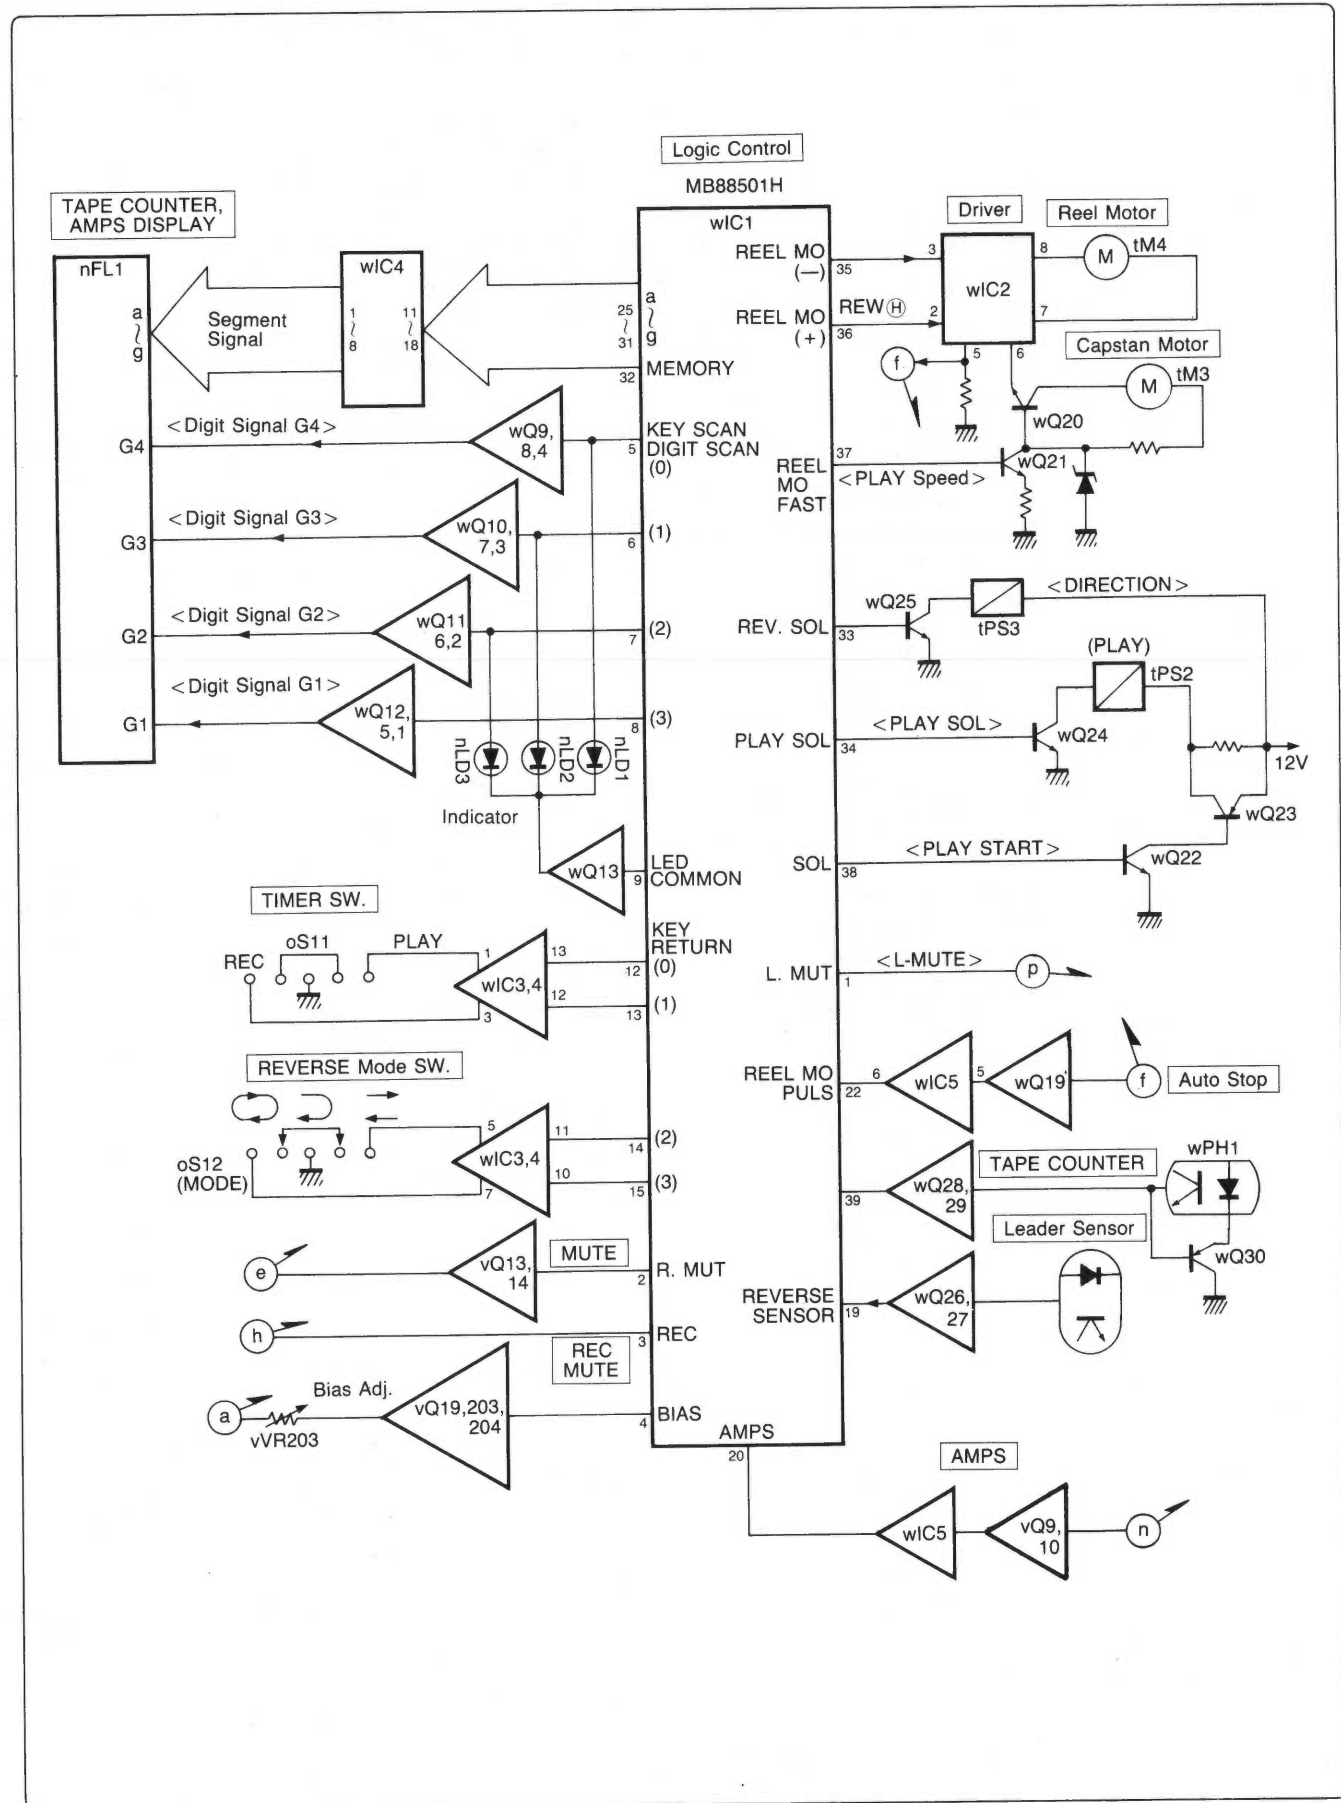 Logic Control
MB88501H
TAPE COUNTER,
AMPS DISPLAY
nFL1
a
~
g
G4
G3
G2
G1
Segment
Signal
wIC4
1
~
8
11
~
18
<Digit Signal G4>
wQ9,
8,4
<Digit Signal G3>
wQ10,
7,3
<Digit Signal G2>
wQ11
6,2
<Digit Signal G1>
wQ12,
5,1
nLD3
nLD2
nLD1
Indicator
wQ13
TIMER SW.
oS11
PLAY
REC
1
3
wIC3,4
13
12
REVERSE Mode SW.
oS12
(MODE)
5
7
wIC3,4
11
10
e
vQ13,
14
MUTE
h
REC
MUTE
a
Bias Adj.
vVR203
vQ19,203,
204
wIC1
a
~
g
25
~
31
32
MEMORY
5
KEY SCAN
DIGIT SCAN
(0)
6
(1)
7
(2)
8
(3)
9
LED
COMMON
KEY
RETURN
12
(0)
13
(1)
14
(2)
15
(3)
2
R. MUT
3
REC
4
BIAS
AMPS
20
REEL MO
(—)
35
REEL MO
(+)
36
REW Ⓗ
REEL
MO
FAST
37
<PLAY Speed>
REV. SOL
33
PLAY SOL
34
<PLAY SOL>
SOL
38
<PLAY START>
L. MUT
1
<L-MUTE>
p
REEL MO
PULS
22
39
REVERSE
SENSOR
19
Driver
Reel Motor
3
2
wIC2
8
7
5
6
M
tM4
f
Capstan Motor
M
tM3
wQ20
wQ21
wQ25
tPS3
<DIRECTION>
(PLAY)
tPS2
wQ24
12V
wQ23
wQ22
6
wIC5
5
wQ19
f
Auto Stop
TAPE COUNTER
wPH1
wQ28,
29
wQ30
Leader Sensor
wQ26,
27
AMPS
wIC5
vQ9,
10
n